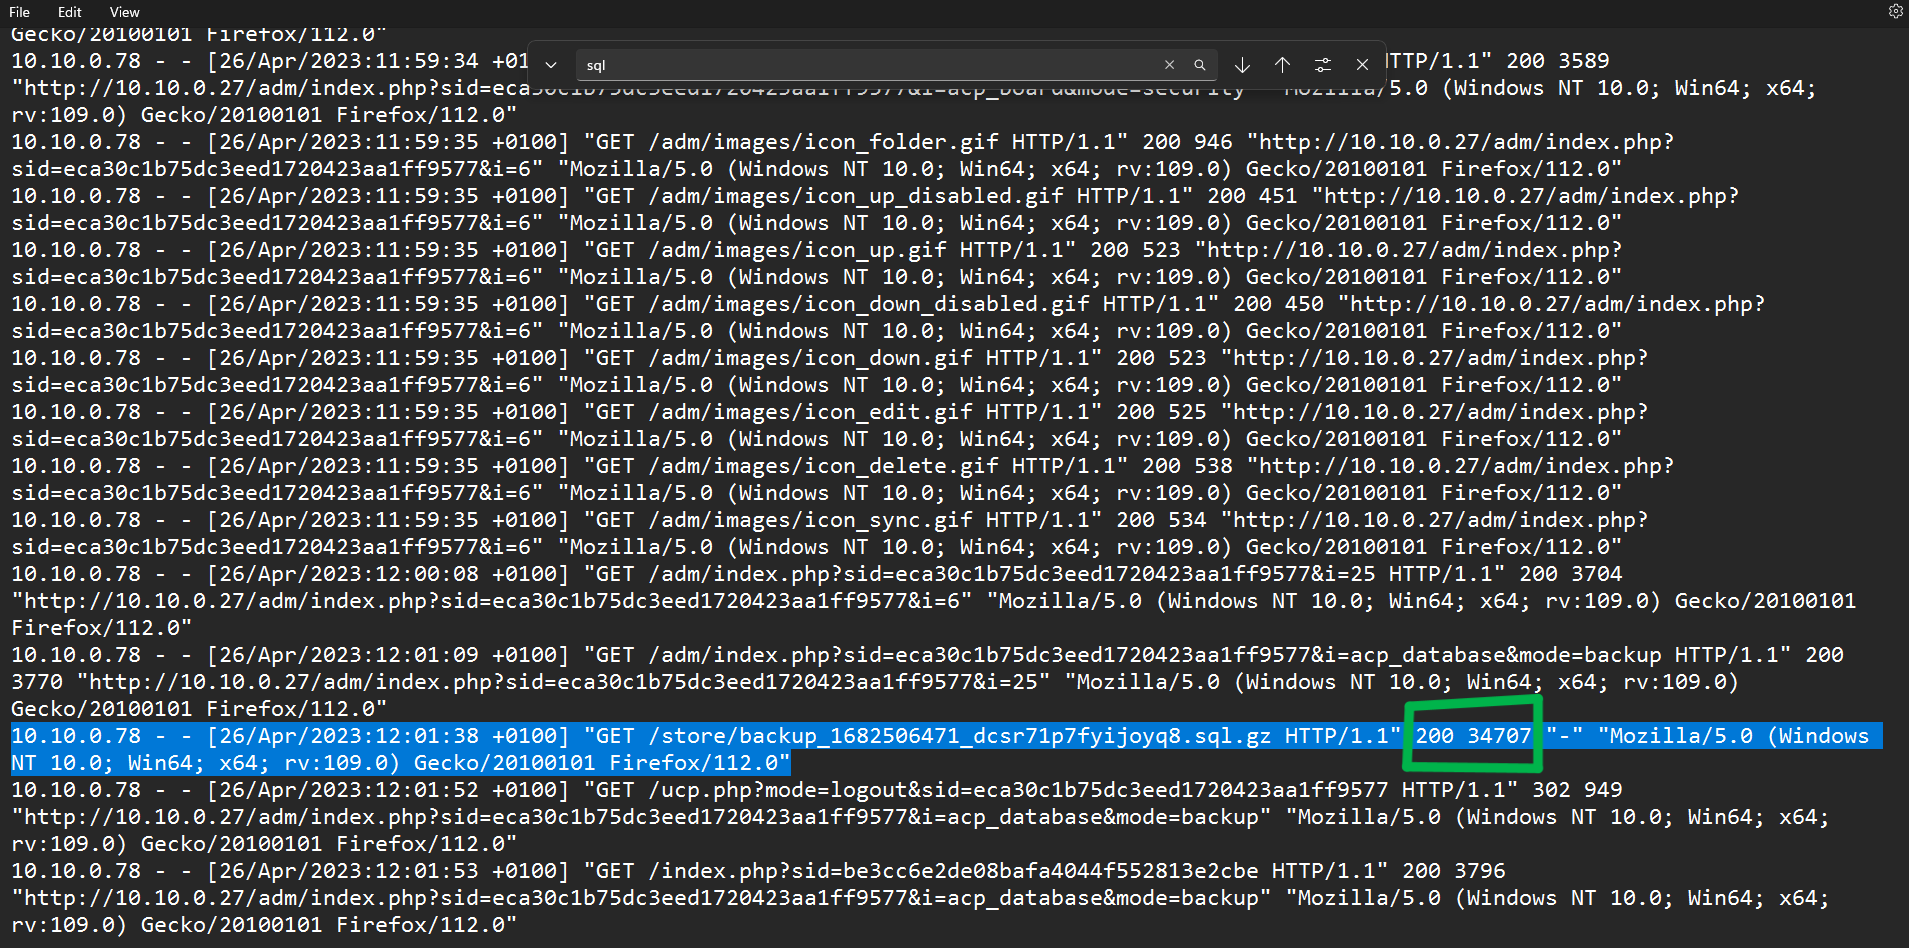 File Edit View
Gecko/20100101 Firefox/112.0"
sql
10.10.0.78 - - [26/Apr/2023:11:59:34 +01 HTTP/1.1" 200 3589
"http://10.10.0.27/adm/index.php?sid=eca30c1b75dc3eed1720423aa1ff9577&i=acp_board&mode=security" "Mozilla/5.0 (Windows NT 10.0; Win64; x64;
rv:109.0) Gecko/20100101 Firefox/112.0"
10.10.0.78 - - [26/Apr/2023:11:59:35 +0100] "GET /adm/images/icon_folder.gif HTTP/1.1" 200 946 "http://10.10.0.27/adm/index.php?
sid=eca30c1b75dc3eed1720423aa1ff9577&i=6" "Mozilla/5.0 (Windows NT 10.0; Win64; x64; rv:109.0) Gecko/20100101 Firefox/112.0"
10.10.0.78 - - [26/Apr/2023:11:59:35 +0100] "GET /adm/images/icon_up_disabled.gif HTTP/1.1" 200 451 "http://10.10.0.27/adm/index.php?
sid=eca30c1b75dc3eed1720423aa1ff9577&i=6" "Mozilla/5.0 (Windows NT 10.0; Win64; x64; rv:109.0) Gecko/20100101 Firefox/112.0"
10.10.0.78 - - [26/Apr/2023:11:59:35 +0100] "GET /adm/images/icon_up.gif HTTP/1.1" 200 523 "http://10.10.0.27/adm/index.php?
sid=eca30c1b75dc3eed1720423aa1ff9577&i=6" "Mozilla/5.0 (Windows NT 10.0; Win64; x64; rv:109.0) Gecko/20100101 Firefox/112.0"
10.10.0.78 - - [26/Apr/2023:11:59:35 +0100] "GET /adm/images/icon_down_disabled.gif HTTP/1.1" 200 450 "http://10.10.0.27/adm/index.php?
sid=eca30c1b75dc3eed1720423aa1ff9577&i=6" "Mozilla/5.0 (Windows NT 10.0; Win64; x64; rv:109.0) Gecko/20100101 Firefox/112.0"
10.10.0.78 - - [26/Apr/2023:11:59:35 +0100] "GET /adm/images/icon_down.gif HTTP/1.1" 200 523 "http://10.10.0.27/adm/index.php?
sid=eca30c1b75dc3eed1720423aa1ff9577&i=6" "Mozilla/5.0 (Windows NT 10.0; Win64; x64; rv:109.0) Gecko/20100101 Firefox/112.0"
10.10.0.78 - - [26/Apr/2023:11:59:35 +0100] "GET /adm/images/icon_edit.gif HTTP/1.1" 200 525 "http://10.10.0.27/adm/index.php?
sid=eca30c1b75dc3eed1720423aa1ff9577&i=6" "Mozilla/5.0 (Windows NT 10.0; Win64; x64; rv:109.0) Gecko/20100101 Firefox/112.0"
10.10.0.78 - - [26/Apr/2023:11:59:35 +0100] "GET /adm/images/icon_delete.gif HTTP/1.1" 200 538 "http://10.10.0.27/adm/index.php?
sid=eca30c1b75dc3eed1720423aa1ff9577&i=6" "Mozilla/5.0 (Windows NT 10.0; Win64; x64; rv:109.0) Gecko/20100101 Firefox/112.0"
10.10.0.78 - - [26/Apr/2023:11:59:35 +0100] "GET /adm/images/icon_sync.gif HTTP/1.1" 200 534 "http://10.10.0.27/adm/index.php?
sid=eca30c1b75dc3eed1720423aa1ff9577&i=6" "Mozilla/5.0 (Windows NT 10.0; Win64; x64; rv:109.0) Gecko/20100101 Firefox/112.0"
10.10.0.78 - - [26/Apr/2023:12:00:08 +0100] "GET /adm/index.php?sid=eca30c1b75dc3eed1720423aa1ff9577&i=25 HTTP/1.1" 200 3704
"http://10.10.0.27/adm/index.php?sid=eca30c1b75dc3eed1720423aa1ff9577&i=6" "Mozilla/5.0 (Windows NT 10.0; Win64; x64; rv:109.0) Gecko/20100101
Firefox/112.0"
10.10.0.78 - - [26/Apr/2023:12:01:09 +0100] "GET /adm/index.php?sid=eca30c1b75dc3eed1720423aa1ff9577&i=acp_database&mode=backup HTTP/1.1" 200
3770 "http://10.10.0.27/adm/index.php?sid=eca30c1b75dc3eed1720423aa1ff9577&i=25" "Mozilla/5.0 (Windows NT 10.0; Win64; x64; rv:109.0)
Gecko/20100101 Firefox/112.0"
10.10.0.78 - - [26/Apr/2023:12:01:38 +0100] "GET /store/backup_1682506471_dcsr71p7fyijoyq8.sql.gz HTTP/1.1" 200 34707 "-" "Mozilla/5.0 (Windows
NT 10.0; Win64; x64; rv:109.0) Gecko/20100101 Firefox/112.0"
10.10.0.78 - - [26/Apr/2023:12:01:52 +0100] "GET /ucp.php?mode=logout&sid=eca30c1b75dc3eed1720423aa1ff9577 HTTP/1.1" 302 949
"http://10.10.0.27/adm/index.php?sid=eca30c1b75dc3eed1720423aa1ff9577&i=acp_database&mode=backup" "Mozilla/5.0 (Windows NT 10.0; Win64; x64;
rv:109.0) Gecko/20100101 Firefox/112.0"
10.10.0.78 - - [26/Apr/2023:12:01:53 +0100] "GET /index.php?sid=be3cc6e2de08bafa4044f552813e2cbe HTTP/1.1" 200 3796
"http://10.10.0.27/adm/index.php?sid=eca30c1b75dc3eed1720423aa1ff9577&i=acp_database&mode=backup" "Mozilla/5.0 (Windows NT 10.0; Win64; x64;
rv:109.0) Gecko/20100101 Firefox/112.0"